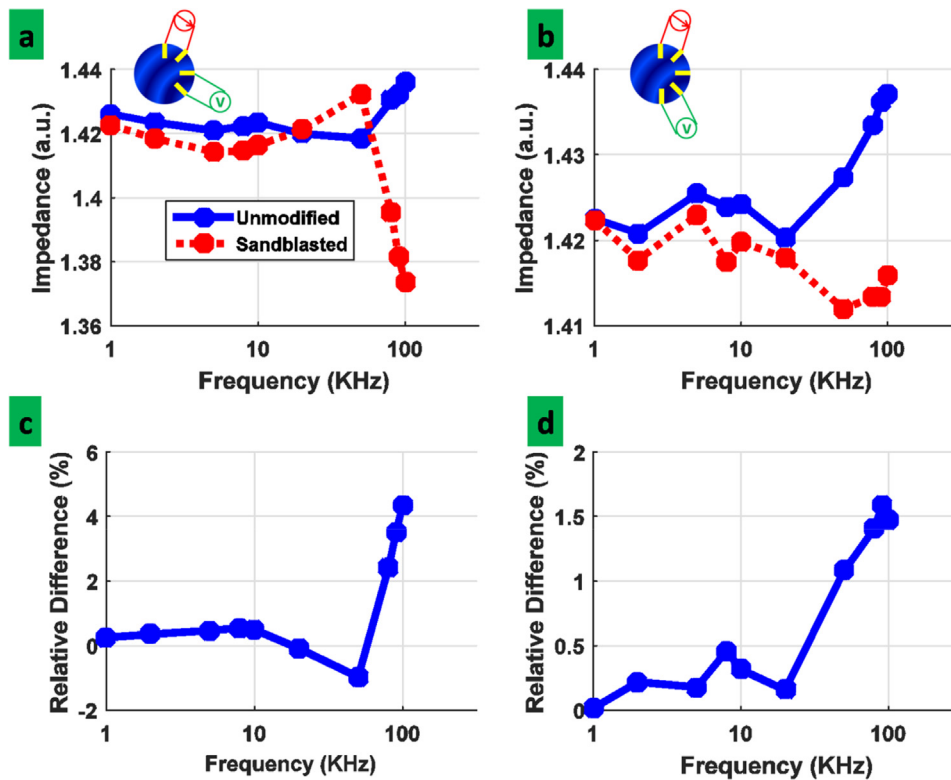 a
b
V
V
1.44
1.42
1.4
1.38
1.36
Impedance (a.u.)
Unmodified
Sandblasted
1
10
100
Frequency (KHz)
1.44
1.43
1.42
1.41
Impedance (a.u.)
1
10
100
Frequency (KHz)
c
d
6
4
2
0
-2
Relative Difference (%)
1
10
100
Frequency (KHz)
2
1.5
1
0.5
0
Relative Difference (%)
1
10
100
Frequency (KHz)